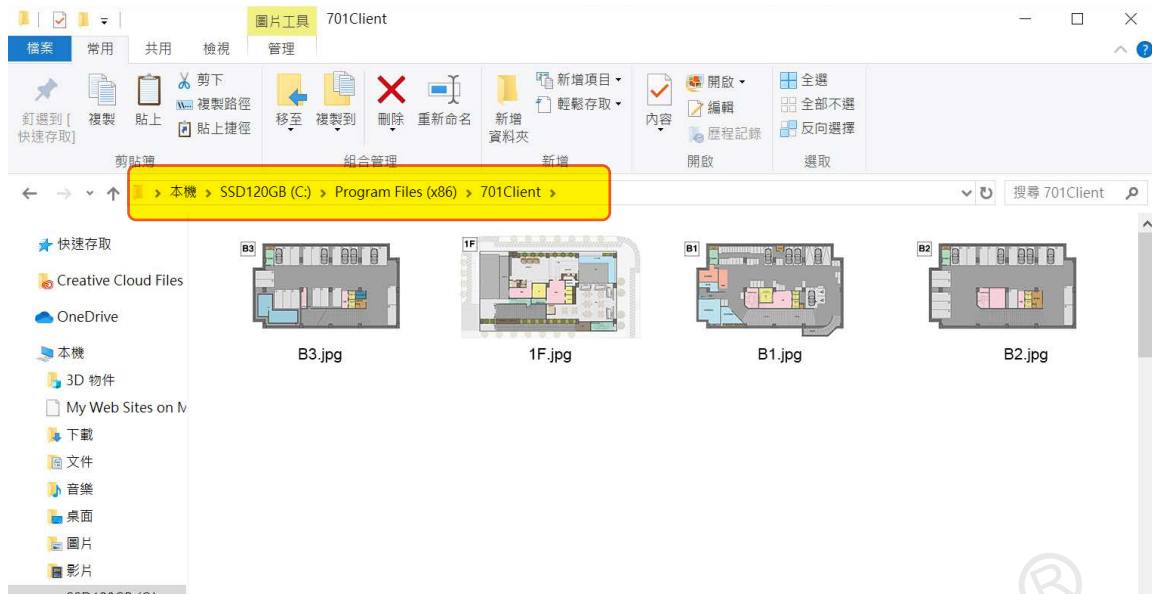 圖片工具 701Client
檔案 常用 共用 檢視 管理
釘選到 [
快速存取]
複製
貼上
剪下
複製路徑
貼上捷徑
移至
複製到
刪除
重新命名
新增
資料夾
新增項目
輕鬆存取
內容
開啟
編輯
歷程記錄
全選
全部不選
反向選擇
剪貼簿 組合管理 新增 開啟 選取
本機 > SSD120GB (C:) > Program Files (x86) > 701Client >
搜尋 701Client
快速存取
Creative Cloud Files
OneDrive
本機
3D 物件
My Web Sites on M
下載
文件
音樂
桌面
圖片
影片
SSD120GB (C:)
B3
1F
B1
B2
B3.jpg 1F.jpg B1.jpg B2.jpg
®